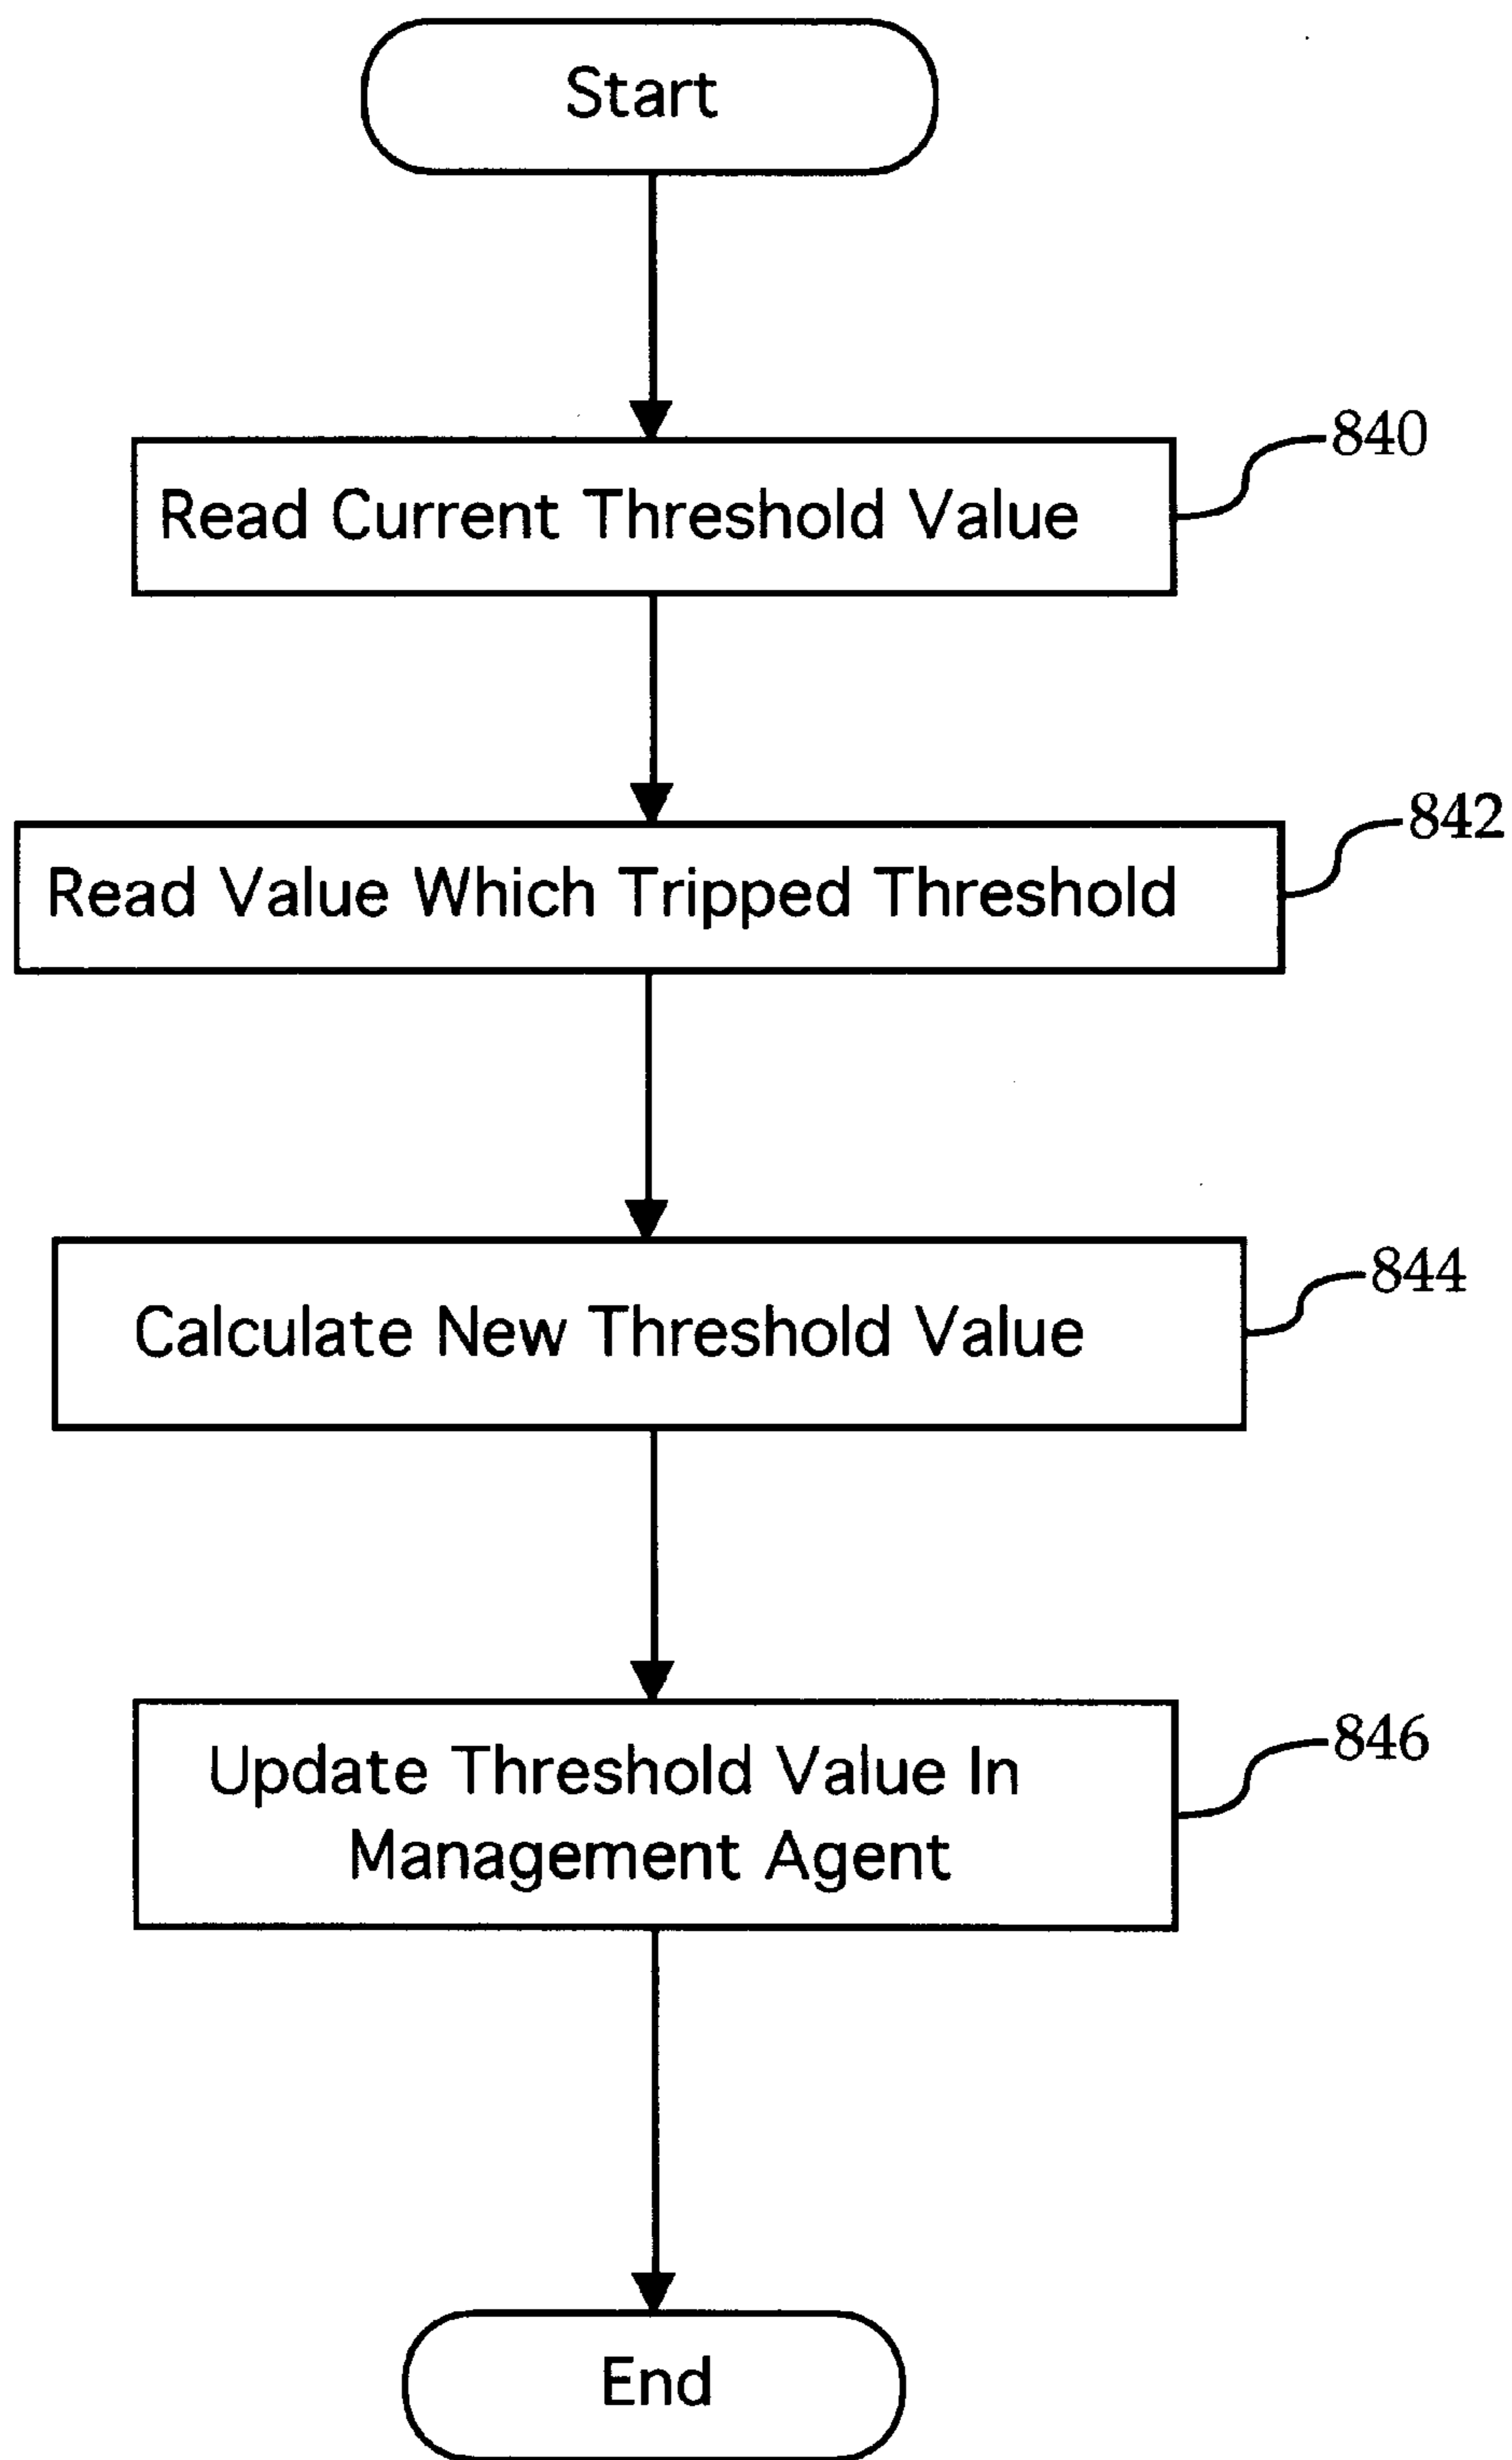 Start
840
Read Current Threshold Value
842
Read Value Which Tripped Threshold
844
Calculate New Threshold Value
846
Update Threshold Value In
Management Agent
End